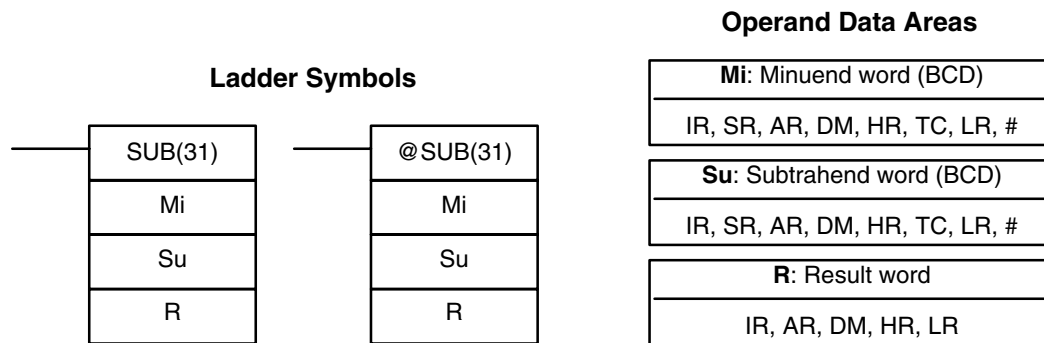 Ladder Symbols
SUB(31)
Mi
Su
R
@SUB(31)
Mi
Su
R
Operand Data Areas
Mi: Minuend word (BCD)
IR, SR, AR, DM, HR, TC, LR, #
Su: Subtrahend word (BCD)
IR, SR, AR, DM, HR, TC, LR, #
R: Result word
IR, AR, DM, HR, LR